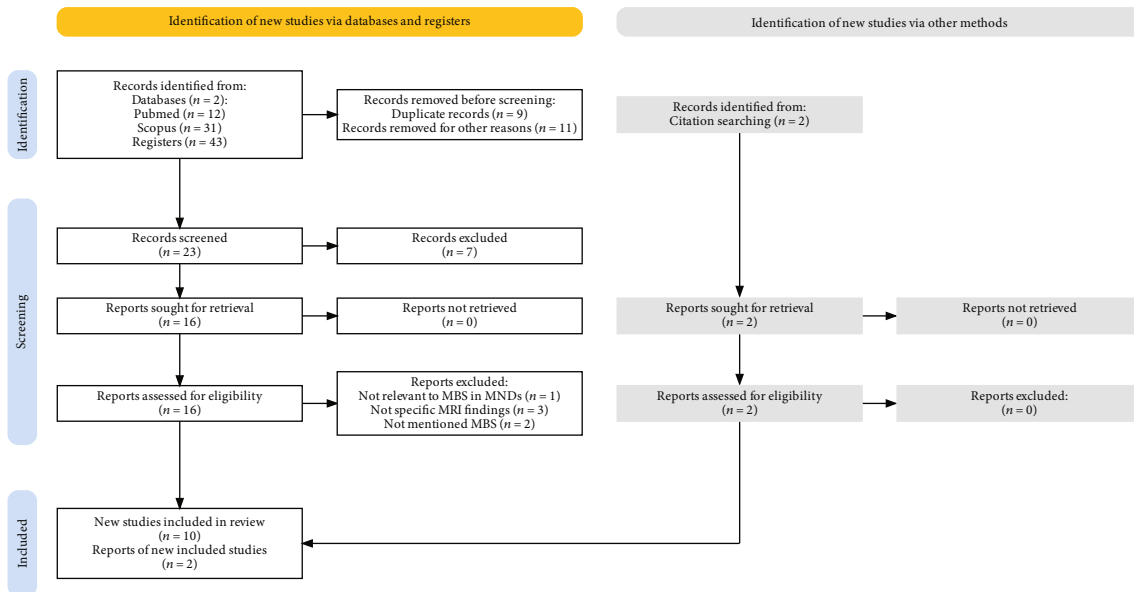 Identification of new studies via databases and registers
Identification of new studies via other methods
Identification
Records identified from:
Databases (n = 2):
Pubmed (n = 12)
Scopus (n = 31)
Registers (n = 43)
Records removed before screening:
Duplicate records (n = 9)
Records removed for other reasons (n = 11)
Records identified from:
Citation searching (n = 2)
Screening
Records screened
(n = 23)
Records excluded
(n = 7)
Reports sought for retrieval
(n = 16)
Reports not retrieved
(n = 0)
Reports sought for retrieval
(n = 2)
Reports not retrieved
(n = 0)
Reports assessed for eligibility
(n = 16)
Reports excluded:
Not relevant to MBS in MNDs (n = 1)
Not specific MRI findings (n = 3)
Not mentioned MBS (n = 2)
Reports assessed for eligibility
(n = 2)
Reports excluded:
(n = 0)
Included
New studies included in review
(n = 10)
Reports of new included studies
(n = 2)